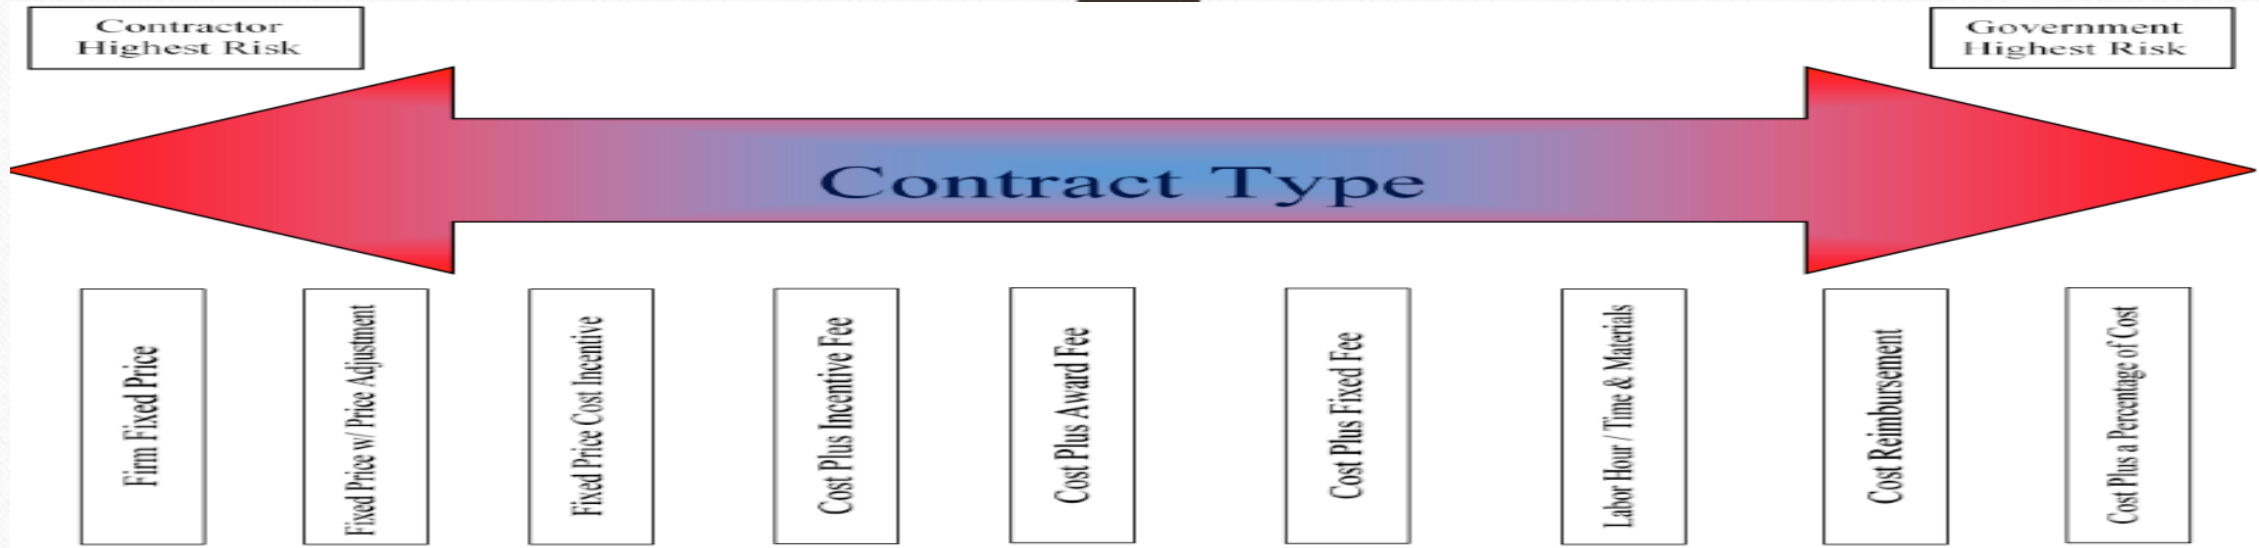 Contractor
Highest Risk
Government
Highest Risk
Contract Type
Firm Fixed Price
Fixed Price w/ Price Adjustment
Fixed Price Cost Incentive
Cost Plus Incentive Fee
Cost Plus Award Fee
Cost Plus Fixed Fee
Labor Hour / Time & Materials
Cost Reimbursement
Cost Plus a Percentage of Cost